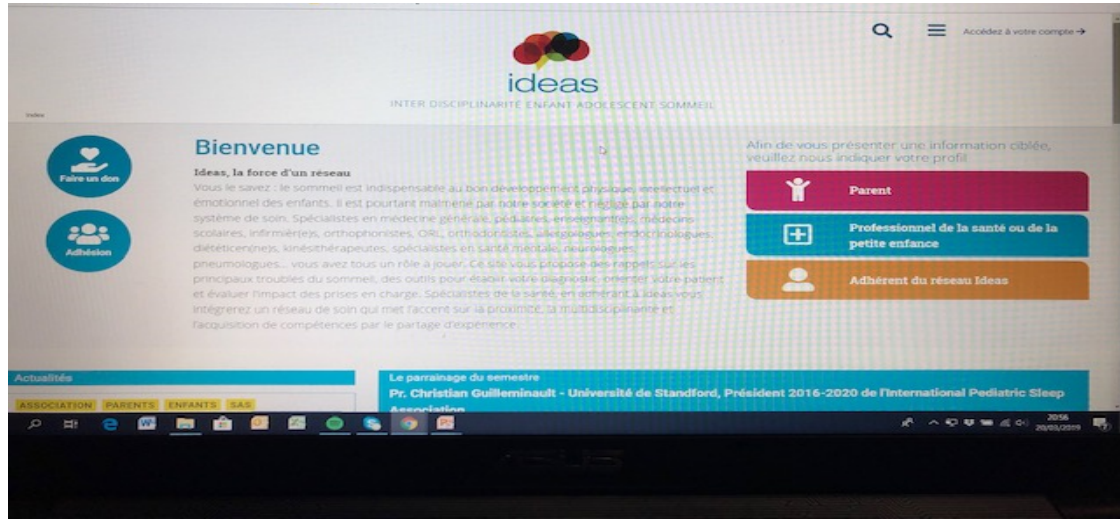 Accédez à votre compte →
ideas
INTER DISCIPLINARITÉ ENFANT ADOLESCENT SOMMEIL
Index
Faire un don
Adhésion
Bienvenue
Ideas, la force d'un réseau
Vous le savez : le sommeil est indispensable au bon développement physique, intellectuel et
émotionnel des enfants. Il est pourtant malmené par notre société et négligé par notre
système de soin. Spécialistes en médecine générale, pédiatres, enseignant(e)s, médecins
scolaires, infirmièr(e)s, orthophonistes, ORL, orthodontistes, allergologues, endocrinologues,
diététicen(ne)s, kinésithérapeutes, spécialistes en santé mentale, neurologues,
pneumologues... vous avez tous un rôle à jouer. Ce site vous propose des rappels sur les
principaux troubles du sommeil, des outils pour établir votre diagnostic, orienter votre patient
et évaluer l'impact des prises en charge. Spécialistes de la santé, en adhérant à ideas vous
intégrerez un réseau de soin qui met l'accent sur la proximité, la multidisciplinarité et
l'acquisition de compétences par le partage d'expérience.
Afin de vous présenter une information ciblée,
veuillez nous indiquer votre profil
Parent
Professionnel de la santé ou de la
petite enfance
Adhérent du réseau Ideas
Actualités
ASSOCIATION PARENTS ENFANTS SAS
Le parrainage du semestre
Pr. Christian Guilleminault - Université de Standford, Président 2016-2020 de l'International Pediatric Sleep
Association
20:56
20/03/2019
ASUS